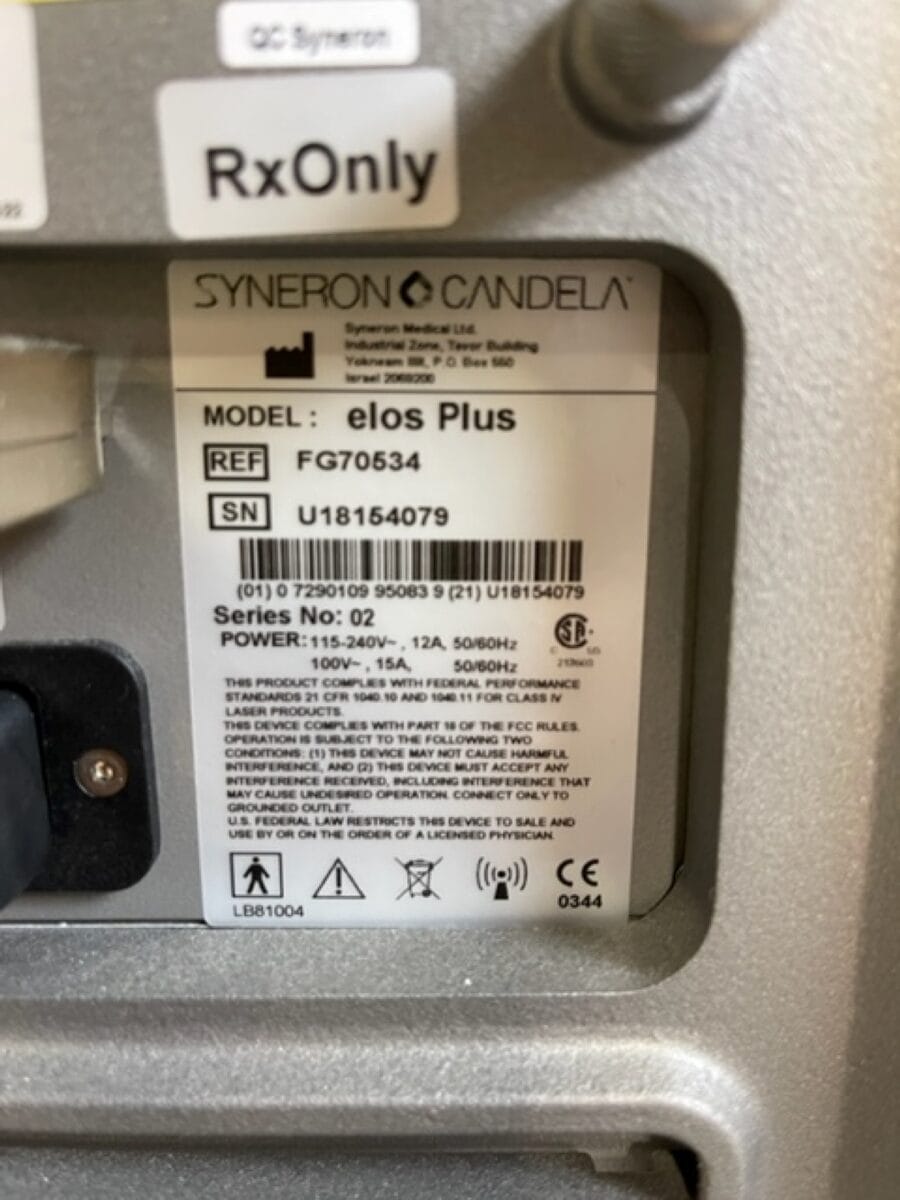 QC Syneron
RxOnly
SYNERON CANDELA
Syneron Medical Ltd.
Industrial Zone, Tavor Building
Yokneam Illit, P.O. Box 550
Israel 2069200
MODEL: elos Plus
REF FG70534
SN U18154079
(01) 0 7290109 95083 9 (21) U18154079
Series No: 02
POWER: 115-240V~, 12A, 50/60Hz
100V~, 15A, 50/60Hz
THIS PRODUCT COMPLIES WITH FEDERAL PERFORMANCE
STANDARDS 21 CFR 1040.10 AND 1040.11 FOR CLASS IV
LASER PRODUCTS.
THIS DEVICE COMPLIES WITH PART 18 OF THE FCC RULES.
OPERATION IS SUBJECT TO THE FOLLOWING TWO
CONDITIONS: (1) THIS DEVICE MAY NOT CAUSE HARMFUL
INTERFERENCE, AND (2) THIS DEVICE MUST ACCEPT ANY
INTERFERENCE RECEIVED, INCLUDING INTERFERENCE THAT
MAY CAUSE UNDESIRED OPERATION. CONNECT ONLY TO
GROUNDED OUTLET.
U.S. FEDERAL LAW RESTRICTS THIS DEVICE TO SALE AND
USE BY OR ON THE ORDER OF A LICENSED PHYSICIAN.
LB81004
CE
0344